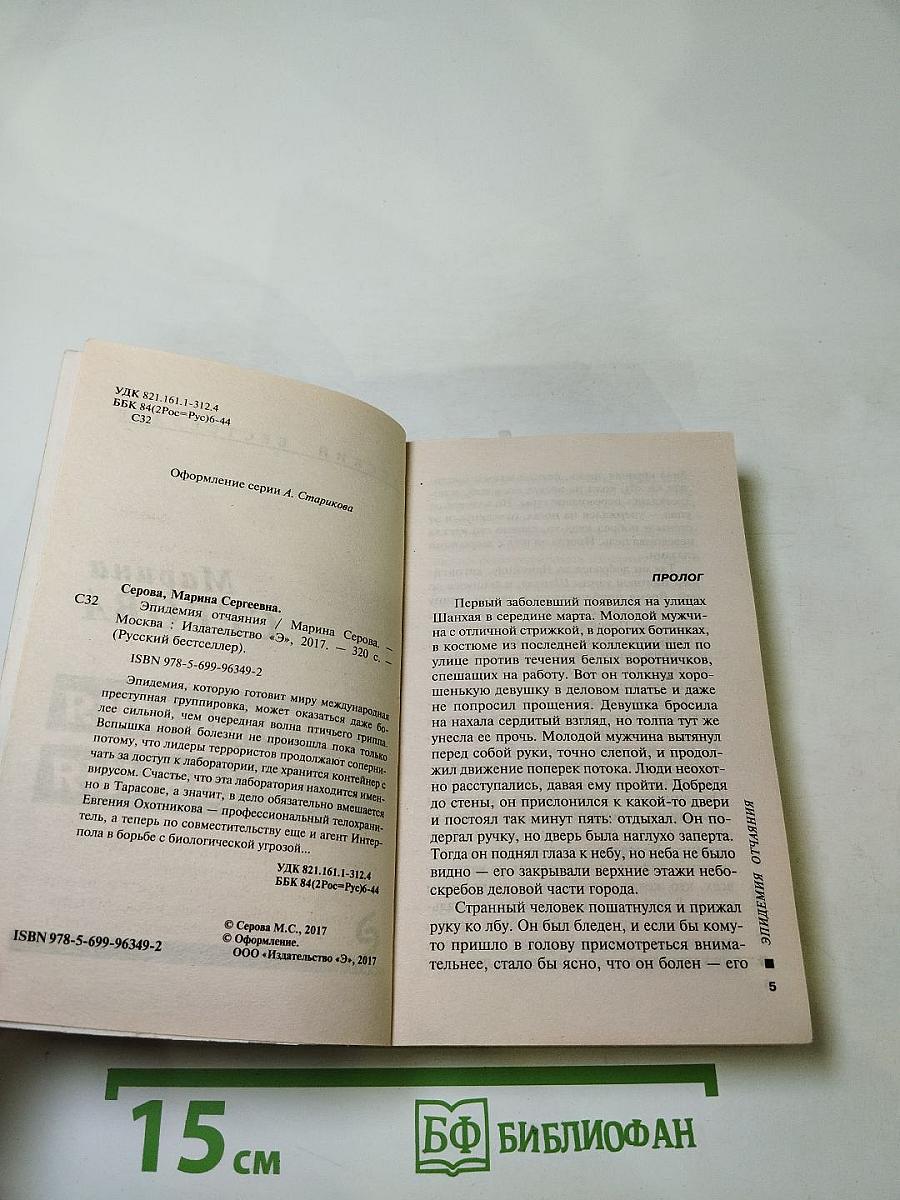 УДК 821.161.1-312.4
ББК 84(2Рос=Рус)6-44
С32
Оформление серии А. Старикова
Серова, Марина Сергеевна.
С32 Эпидемия отчаяния / Марина Серова. –
Москва : Издательство «Э», 2017. — 320 с. –
(Русский бестселлер).
ISBN 978-5-699-96349-2
Эпидемия, которую готовит миру международная
преступная группировка, может оказаться даже бо-
лее сильной, чем очередная волна птичьего гриппа.
Вспышка новой болезни не произошла пока только
потому, что лидеры террористов продолжают соперни-
чать за доступ к лаборатории, где хранится контейнер с
вирусом. Счастье, что эта лаборатория находится имен-
но в Тарасове, а значит, в дело обязательно вмешается
Евгения Охотникова — профессиональный телохрани-
тель, а теперь по совместительству еще и агент Интер-
пола в борьбе с биологической угрозой...
УДК 821.161.1-312.4
ББК 84(2Рос=Рус)6-44
© Серова М.С., 2017
© Оформление.
ООО «Издательство «Э», 2017
ISBN 978-5-699-96349-2
ПРОЛОГ
Первый заболевший появился на улицах
Шанхая в середине марта. Молодой мужчи-
на с отличной стрижкой, в дорогих ботинках,
в костюме из последней коллекции шел по
улице против течения белых воротничков,
спешащих на работу. Вот он толкнул хоро-
шенькую девушку в деловом платье и даже
не попросил прощения. Девушка бросила
на нахала сердитый взгляд, но толпа тут же
унесла ее прочь. Молодой мужчина вытянул
перед собой руки, точно слепой, и продол-
жил движение поперек потока. Люди неохот-
но расступались, давая ему пройти. Добредя
до стены, он прислонился к какой-то двери
и постоял так минут пять: отдыхал. Он по-
дергал ручку, но дверь была наглухо заперта.
Тогда он поднял глаза к небу, но неба не было
видно — его закрывали верхние этажи небо-
скребов деловой части города.
Странный человек пошатнулся и прижал
руку ко лбу. Он был бледен, и если бы кому-
то пришло в голову присмотреться внима-
тельнее, стало бы ясно, что он болен — его
ЭПИДЕМИЯ ОТЧАЯНИЯ
5
15 см
БФ БИБЛИОФАН